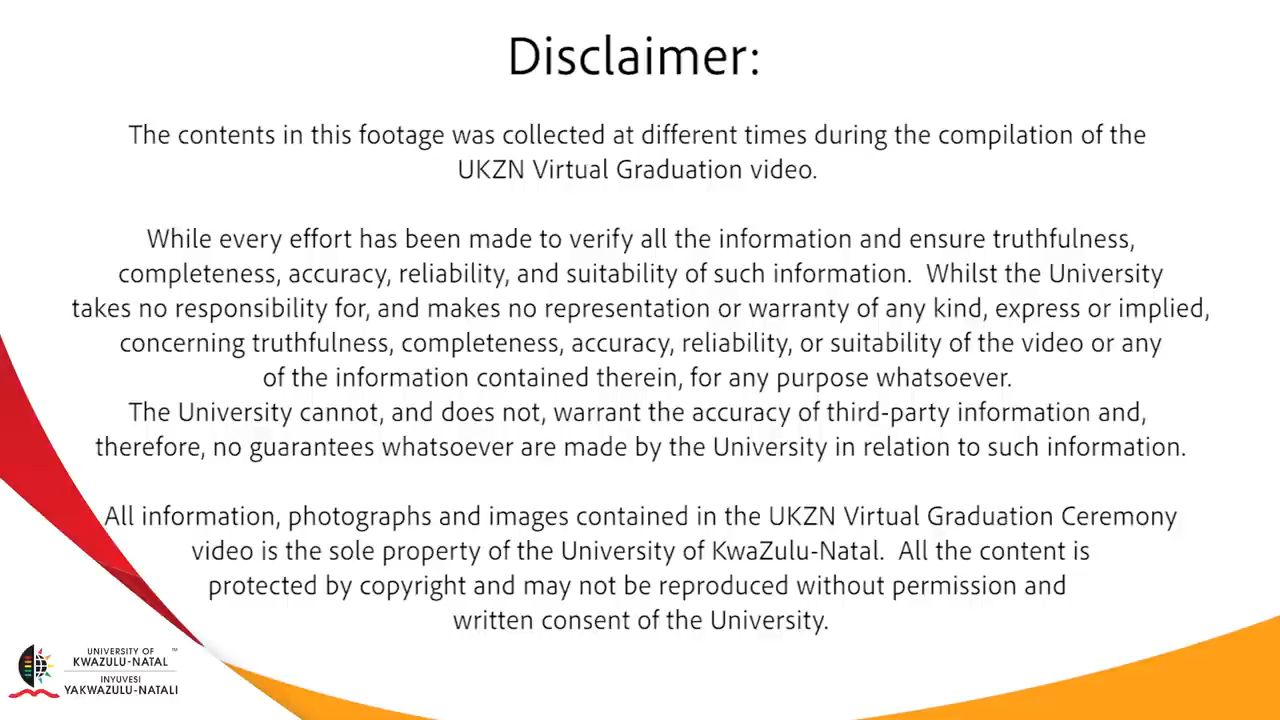 Disclaimer:
The contents in this footage was collected at different times during the compilation of the
UKZN Virtual Graduation video.
While every effort has been made to verify all the information and ensure truthfulness,
completeness, accuracy, reliability, and suitability of such information. Whilst the University
takes no responsibility for, and makes no representation or warranty of any kind, express or implied,
concerning truthfulness, completeness, accuracy, reliability, or suitability of the video or any
of the information contained therein, for any purpose whatsoever.
The University cannot, and does not, warrant the accuracy of third-party information and,
therefore, no guarantees whatsoever are made by the University in relation to such information.
All information, photographs and images contained in the UKZN Virtual Graduation Ceremony
video is the sole property of the University of KwaZulu-Natal. All the content is
protected by copyright and may not be reproduced without permission and
written consent of the University.
UNIVERSITY OF ™
KWAZULU-NATAL
INYUVESI
YAKWAZULU-NATALI